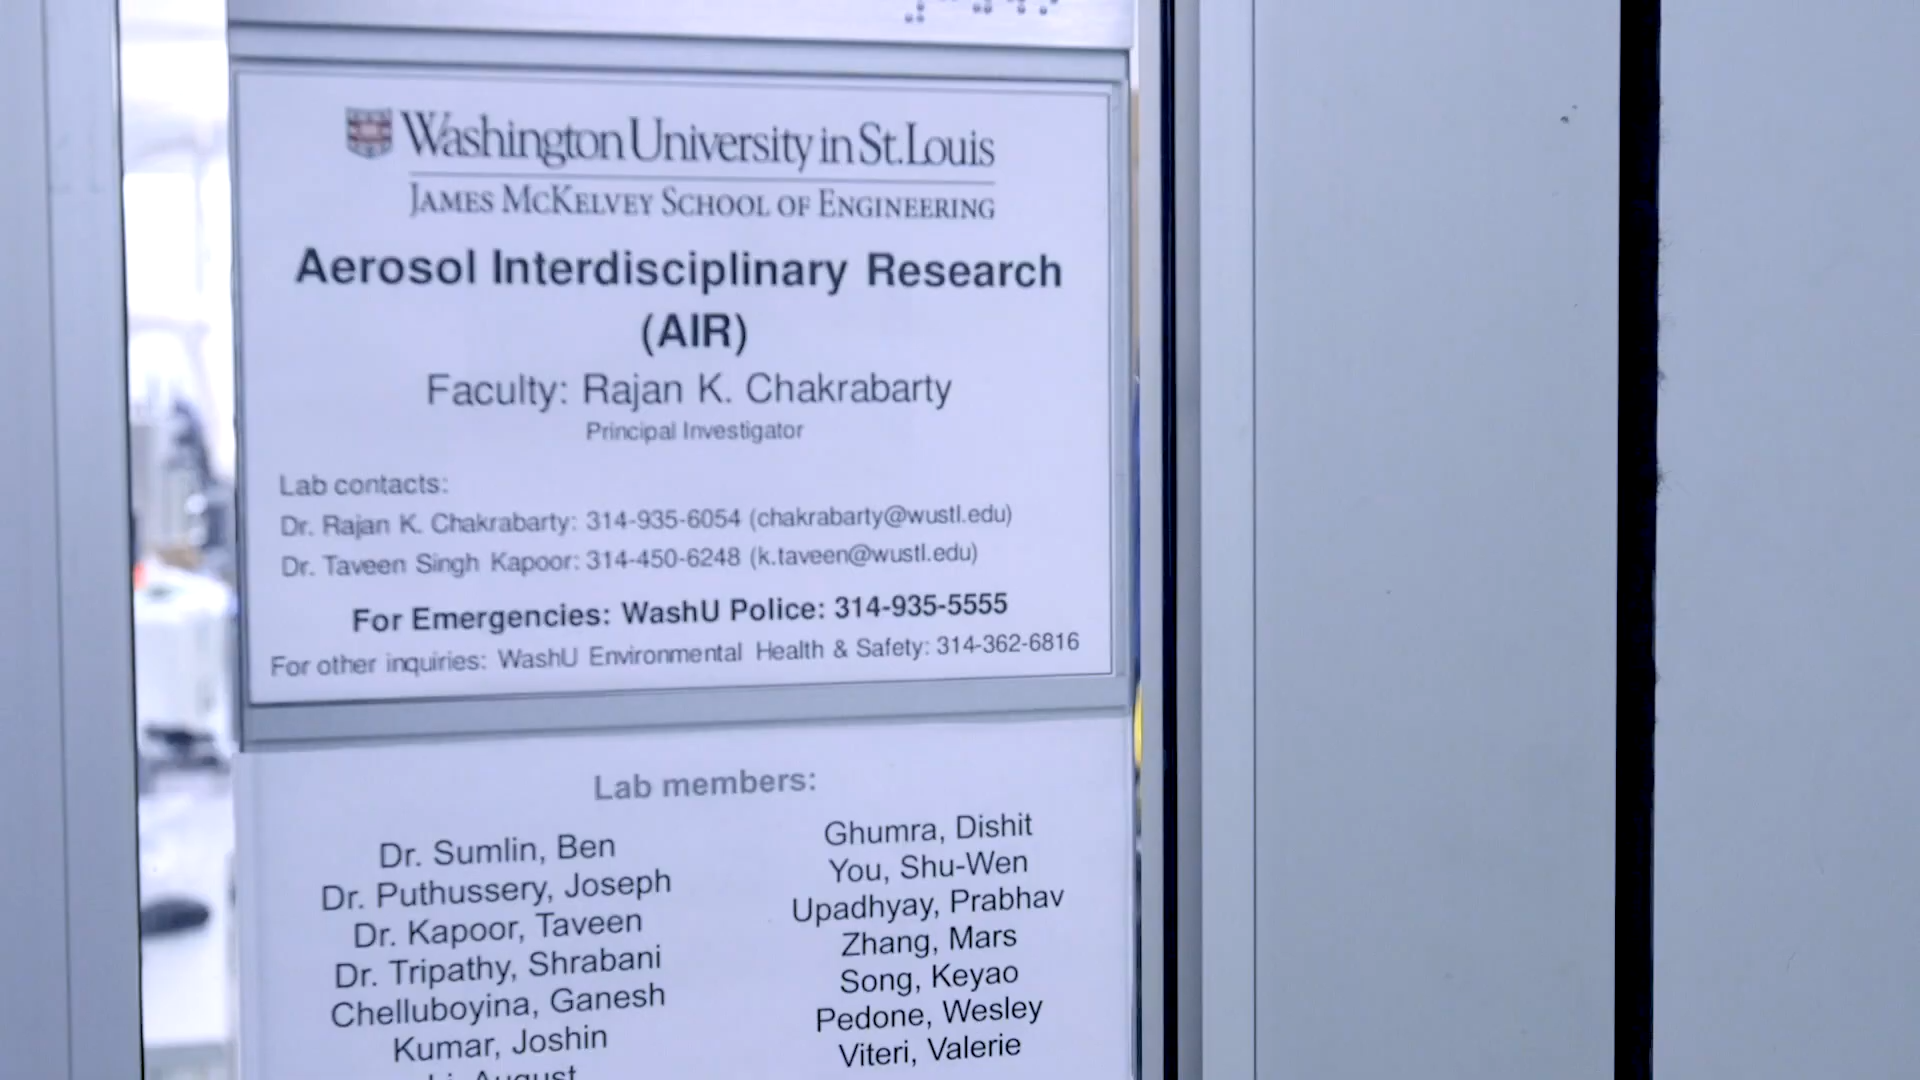 Washington University in St. Louis
JAMES MCKELVEY SCHOOL OF ENGINEERING
Aerosol Interdisciplinary Research
(AIR)
Faculty: Rajan K. Chakrabarty
Principal Investigator
Lab contacts:
Dr. Rajan K. Chakrabarty: 314-935-6054 (chakrabarty@wustl.edu)
Dr. Taveen Singh Kapoor: 314-450-6248 (k.taveen@wustl.edu)
For Emergencies: WashU Police: 314-935-5555
For other inquiries: WashU Environmental Health & Safety: 314-362-6816
Lab members:
Dr. Sumlin, Ben
Dr. Puthussery, Joseph
Dr. Kapoor, Taveen
Dr. Tripathy, Shrabani
Chelluboyina, Ganesh
Kumar, Joshin
August
Ghumra, Dishit
You, Shu-Wen
Upadhyay, Prabhav
Zhang, Mars
Song, Keyao
Pedone, Wesley
Viteri, Valerie